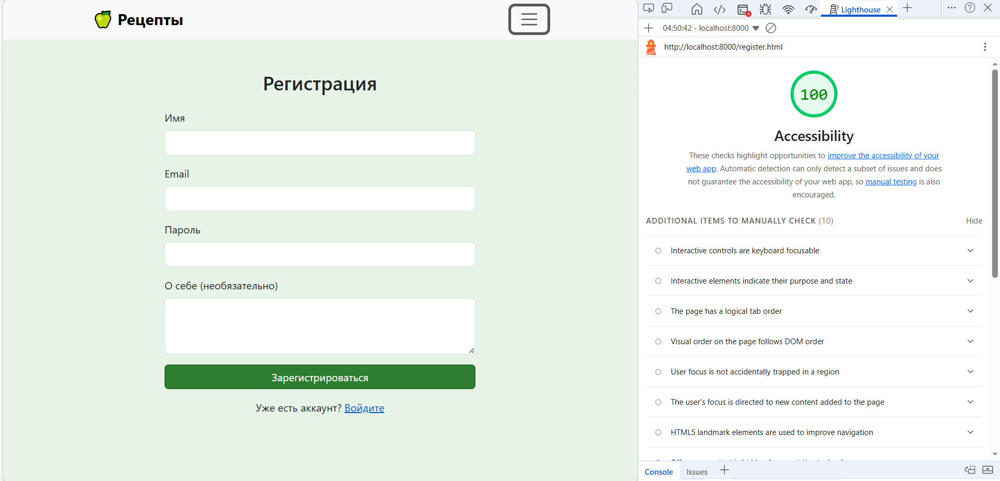 Рецепты
Регистрация
Имя
Email
Пароль
О себе (необязательно)
Зарегистрироваться
Уже есть аккаунт? Войдите
Lighthouse
04:50:42 - localhost:8000
http://localhost:8000/register.html
100
Accessibility
These checks highlight opportunities to improve the accessibility of your
web app. Automatic detection can only detect a subset of issues and does
not guarantee the accessibility of your web app, so manual testing is also
encouraged.
ADDITIONAL ITEMS TO MANUALLY CHECK (10)
Hide
Interactive controls are keyboard focusable
Interactive elements indicate their purpose and state
The page has a logical tab order
Visual order on the page follows DOM order
User focus is not accidentally trapped in a region
The user's focus is directed to new content added to the page
HTML5 landmark elements are used to improve navigation
Console
Issues